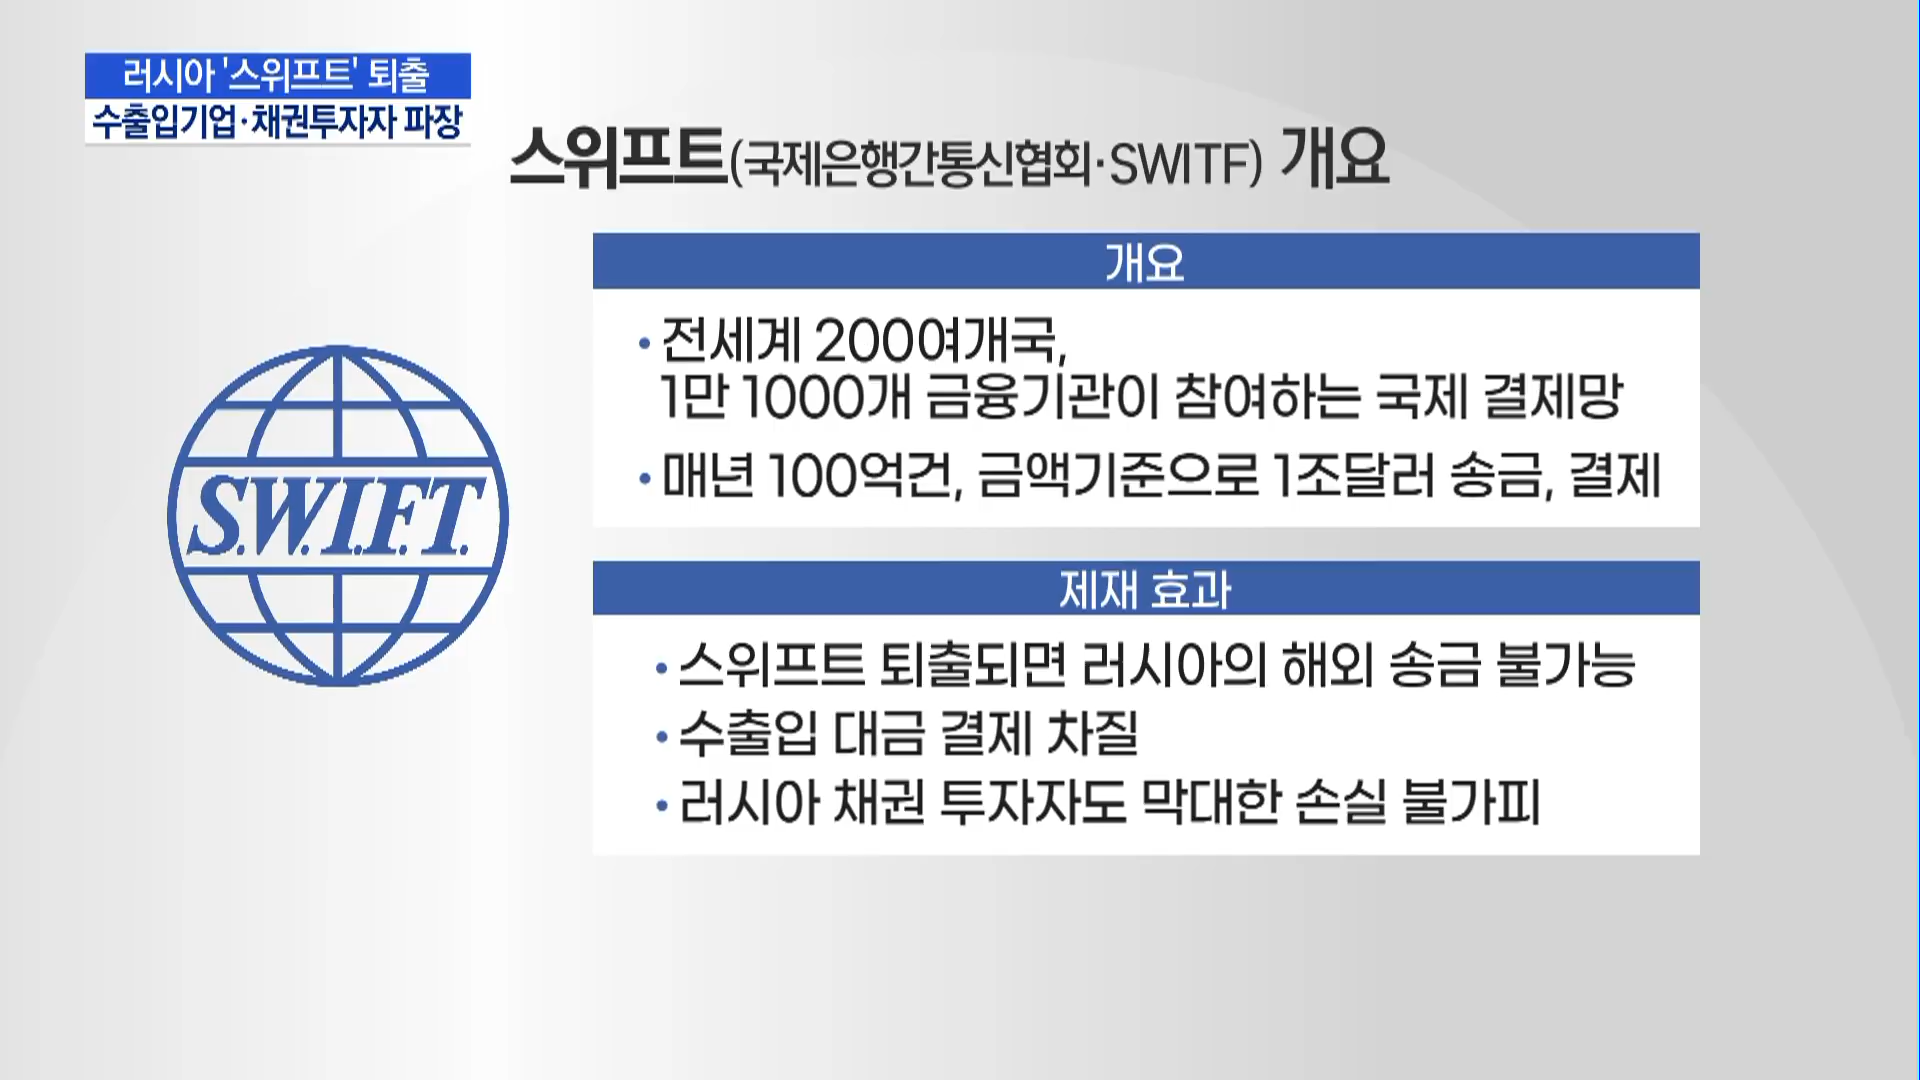 러시아 '스위프트' 퇴출
수출입기업·채권투자자 파장
스위프트(국제은행간통신협회·SWITF) 개요
S.W.I.F.T.
개요
• 전세계 200여개국,
1만 1000개 금융기관이 참여하는 국제 결제망
• 매년 100억건, 금액기준으로 1조달러 송금, 결제
제재 효과
• 스위프트 퇴출되면 러시아의 해외 송금 불가능
• 수출입 대금 결제 차질
• 러시아 채권 투자자도 막대한 손실 불가피